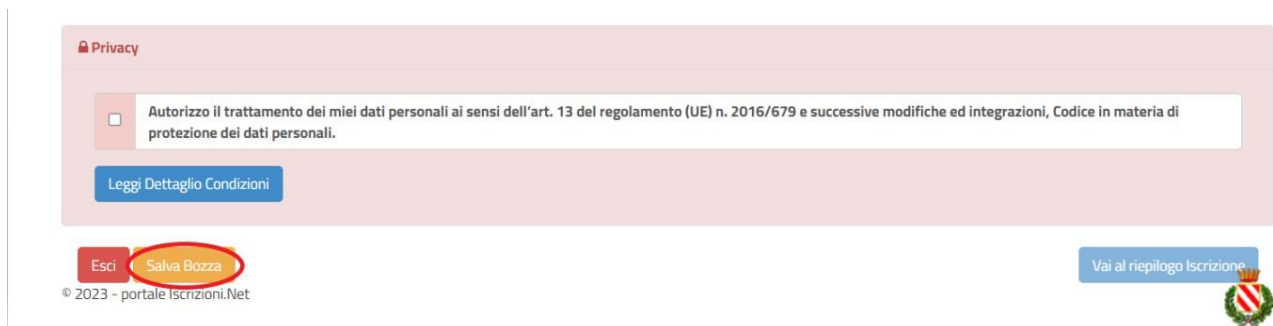 Privacy
Autorizzo il trattamento dei miei dati personali ai sensi dell'art. 13 del regolamento (UE) n. 2016/679 e successive modifiche ed integrazioni, Codice in materia di
protezione dei dati personali.
Leggi Dettaglio Condizioni
Esci Salva Bozza Vai al riepilogo Iscrizione
© 2023 - portale Iscrizioni.Net